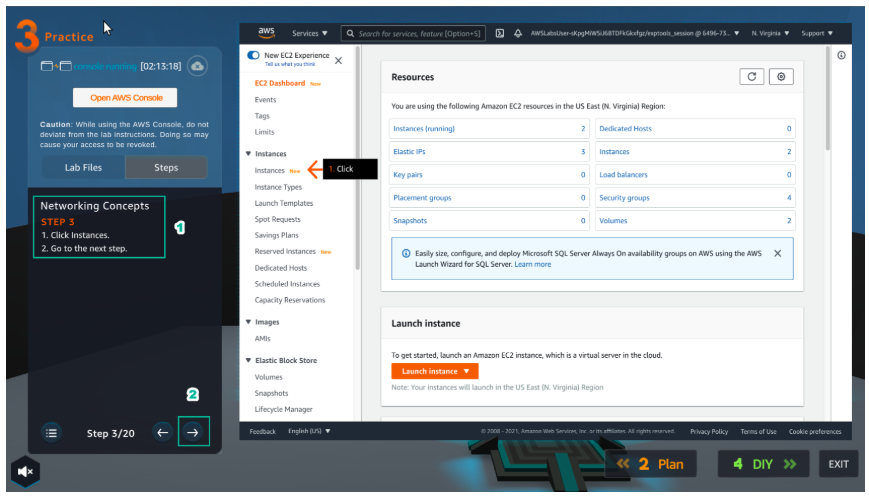 3 Practice
console running [02:13:18]
Open AWS Console
Caution: While using the AWS Console, do not
deviate from the lab instructions. Doing so may
cause your access to be revoked.
Lab Files Steps
Networking Concepts
STEP 3
1. Click Instances.
2. Go to the next step.
1
2
Step 3/20
aws Services ▼ Search for services, feature [Option+S] N. Virginia ▼ Support ▼
New EC2 Experience
Tell us what you think
EC2 Dashboard New
Events
Tags
Limits
▼ Instances
Instances New
1. Click
Instance Types
Launch Templates
Spot Requests
Savings Plans
Reserved Instances New
Dedicated Hosts
Scheduled Instances
Capacity Reservations
▼ Images
AMIs
▼ Elastic Block Store
Volumes
Snapshots
Lifecycle Manager
Resources
You are using the following Amazon EC2 resources in the US East (N. Virginia) Region:
Instances (running) 2 Dedicated Hosts 0
Elastic IPs 3 Instances 2
Key pairs 0 Load balancers 0
Placement groups 0 Security groups 4
Snapshots 0 Volumes 2
Easily size, configure, and deploy Microsoft SQL Server Always On availability groups on AWS using the AWS
Launch Wizard for SQL Server. Learn more
Launch instance
To get started, launch an Amazon EC2 instance, which is a virtual server in the cloud.
Launch instance ▼
Note: Your instances will launch in the US East (N. Virginia) Region
Feedback English (US) ▼ © 2008 - 2021, Amazon Web Services, Inc. or its affiliates. All rights reserved. Privacy Policy Terms of Use Cookie preferences
2 Plan
4 DIY
EXIT